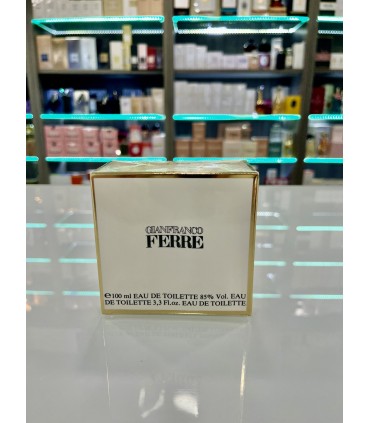 GIANFRANCO
FERRE
℮100 ml EAU DE TOILETTE 85% Vol. EAU
DE TOILETTE 3,3 Fl.oz. EAU DE TOILETTE